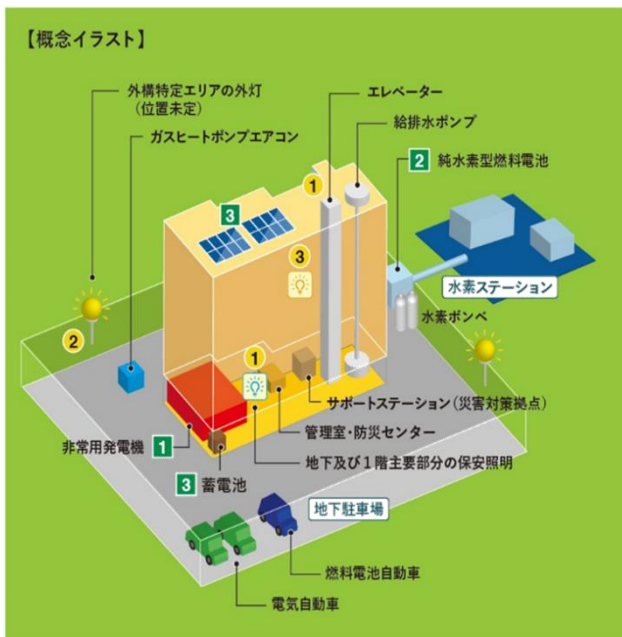 【概念イラスト】
外構特定エリアの外灯
(位置未定)
ガスヒートポンプエアコン
エレベーター
給排水ポンプ
2 純水素型燃料電池
1
3
3
水素ステーション
水素ボンベ
2
1
サポートステーション(災害対策拠点)
管理室・防災センター
非常用発電機 1
地下及び1階主要部分の保安照明
3 蓄電池
地下駐車場
燃料電池自動車
電気自動車